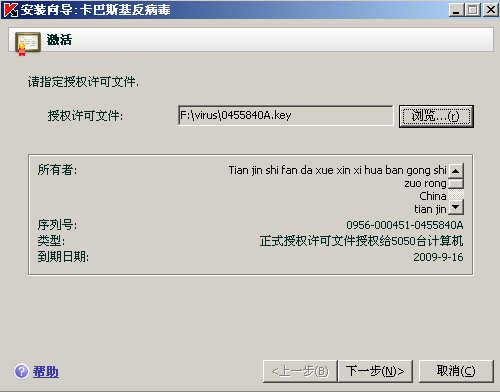 安装向导:卡巴斯基反病毒
激活
请指定授权许可文件.
授权许可文件: F:\virus\0455840A.key 浏览...(r)
所有者: Tian jin shi fan da xue xin xi hua ban gong shi
zuo rong
China
tian jin
序列号: 0956-000451-0455840A
类型: 正式授权许可文件授权给5050台计算机
到期日期: 2009-9-16
帮助 <上一步(B) 下一步(N)> 取消(C)